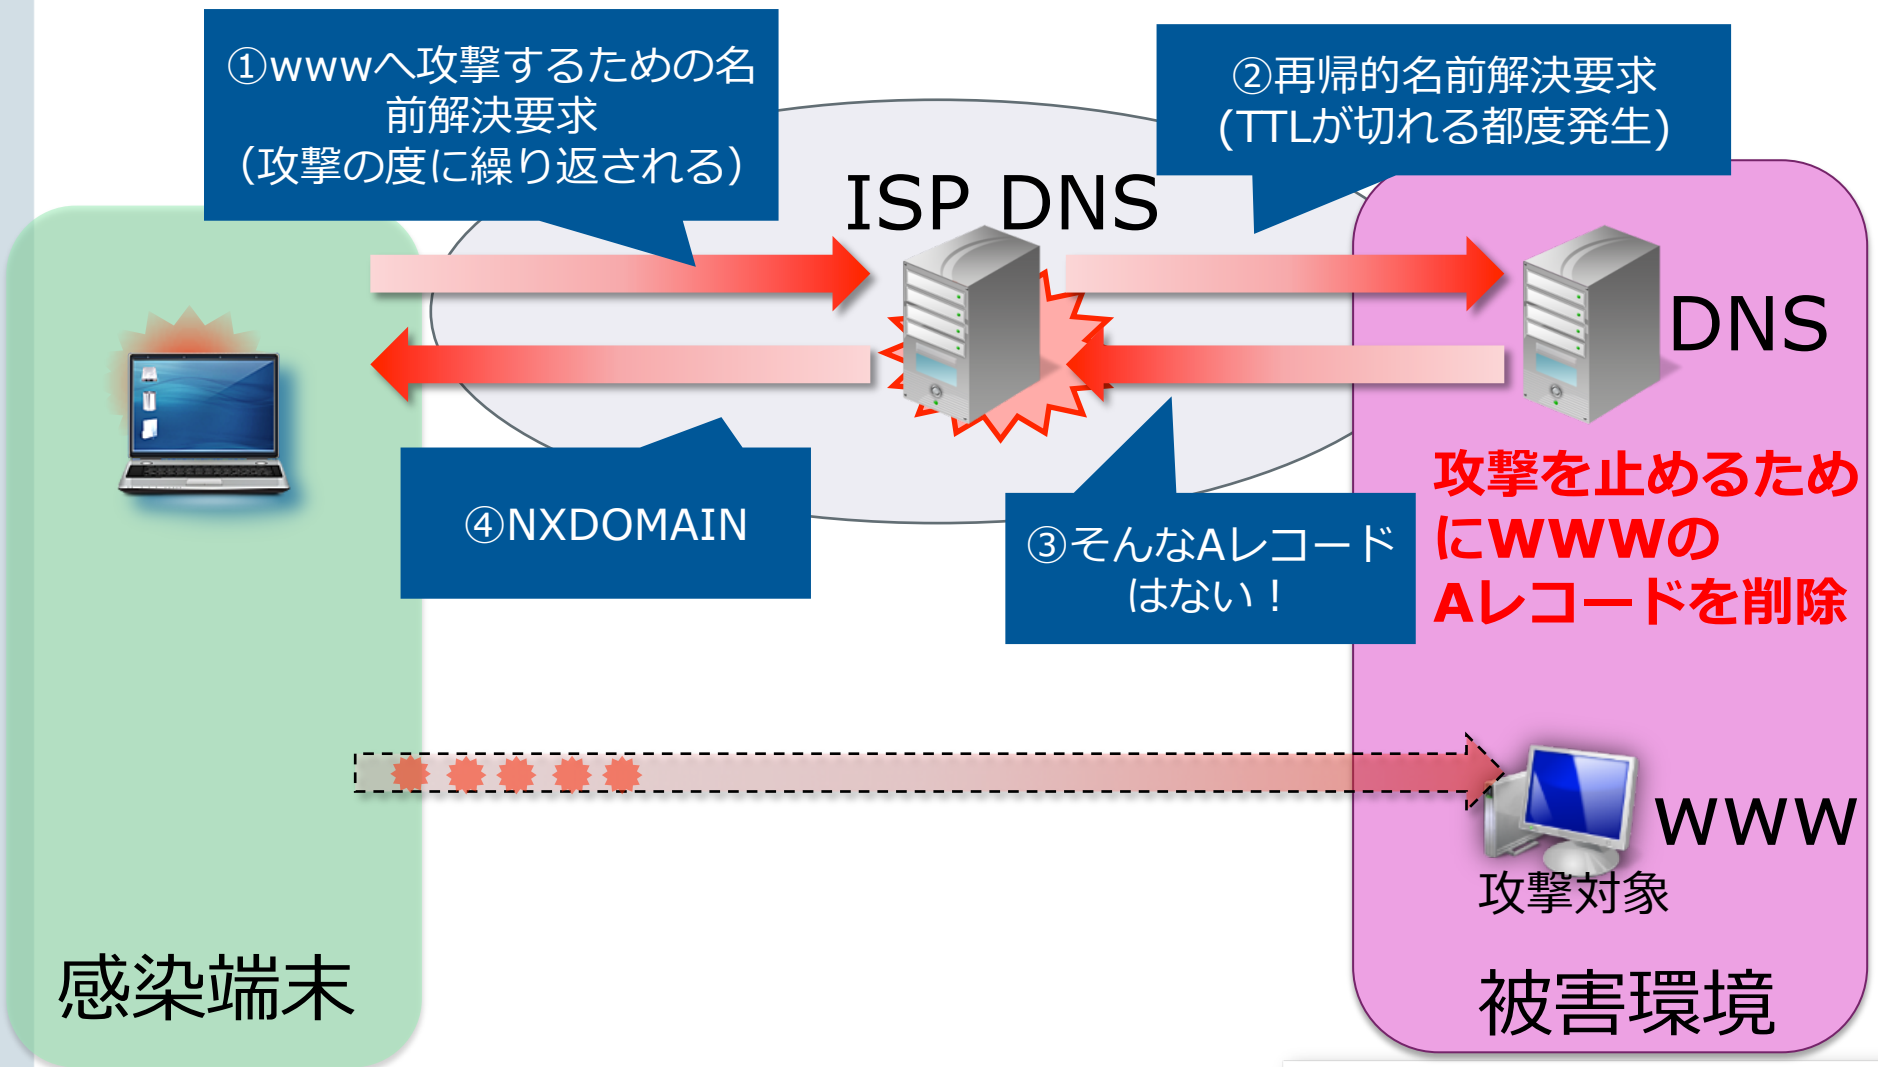 ①wwwへ攻撃するための名
前解決要求
（攻撃の度に繰り返される）
②再帰的名前解決要求
(TTLが切れる都度発生)
ISP DNS
DNS
攻撃を止めるため
にWWWの
Aレコードを削除
④NXDOMAIN
③そんなAレコード
はない！
www
攻撃対象
感染端末
被害環境